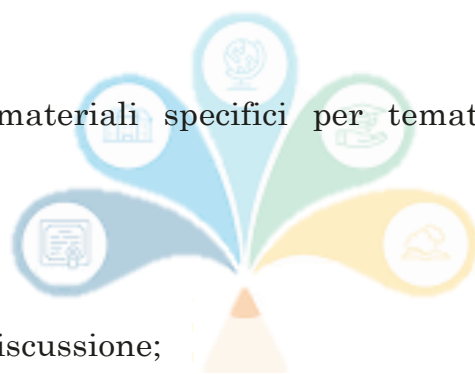 materiali specifici per temat
iscussione;